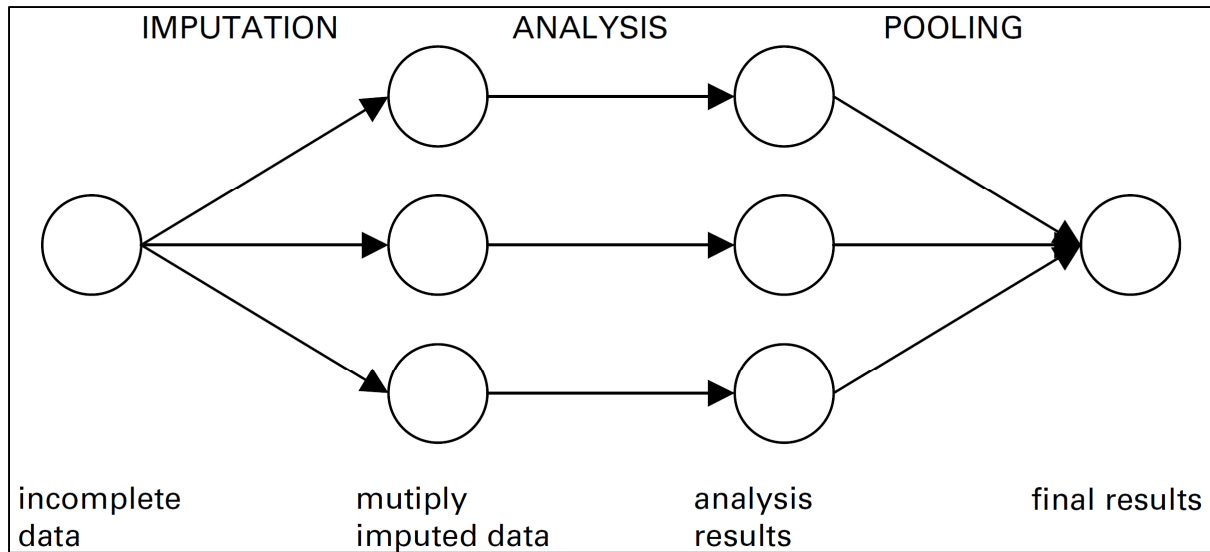 IMPUTATION ANALYSIS POOLING
incomplete
data
mutiply
imputed data
analysis
results
final results